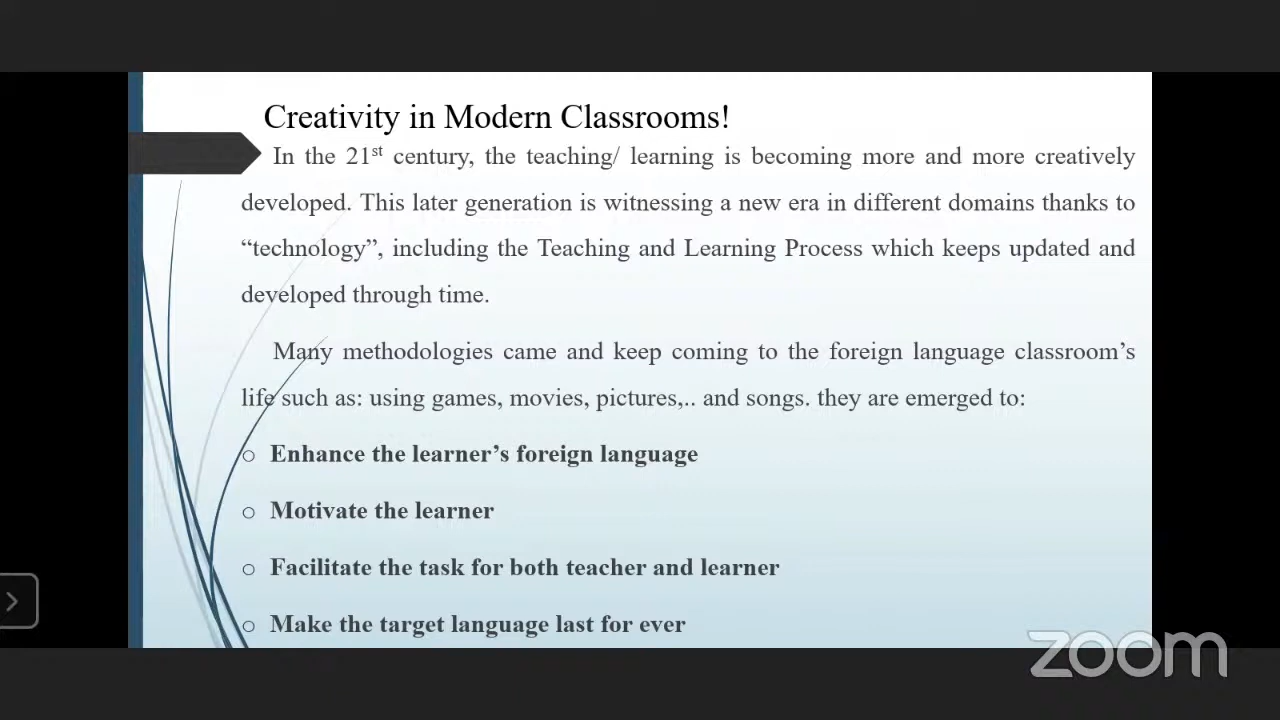 Creativity in Modern Classrooms!
In the 21st century, the teaching/ learning is becoming more and more creatively
developed. This later generation is witnessing a new era in different domains thanks to
“technology”, including the Teaching and Learning Process which keeps updated and
developed through time.
Many methodologies came and keep coming to the foreign language classroom’s
life such as: using games, movies, pictures,.. and songs. they are emerged to:
o Enhance the learner’s foreign language
o Motivate the learner
o Facilitate the task for both teacher and learner
o Make the target language last for ever
zoom